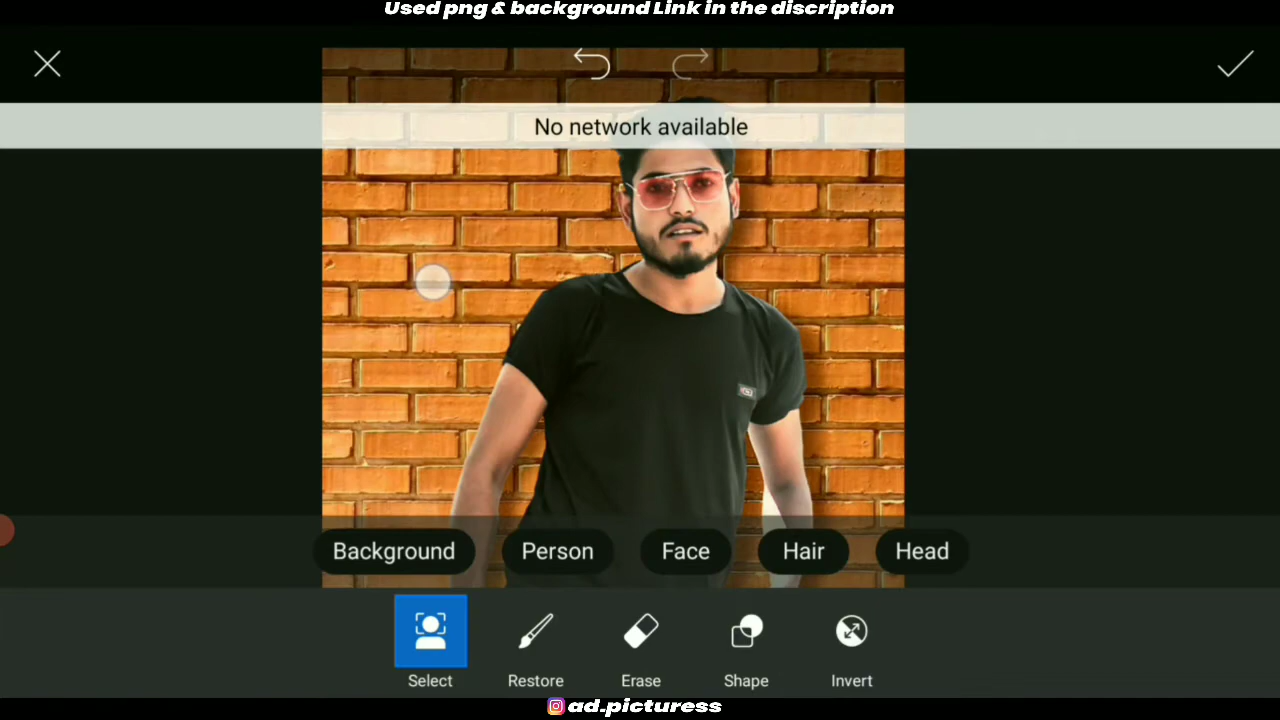 Used png & background Link in the discription
No network available
Background Person Face Hair Head
Select Restore Erase Shape Invert
ad.picturess